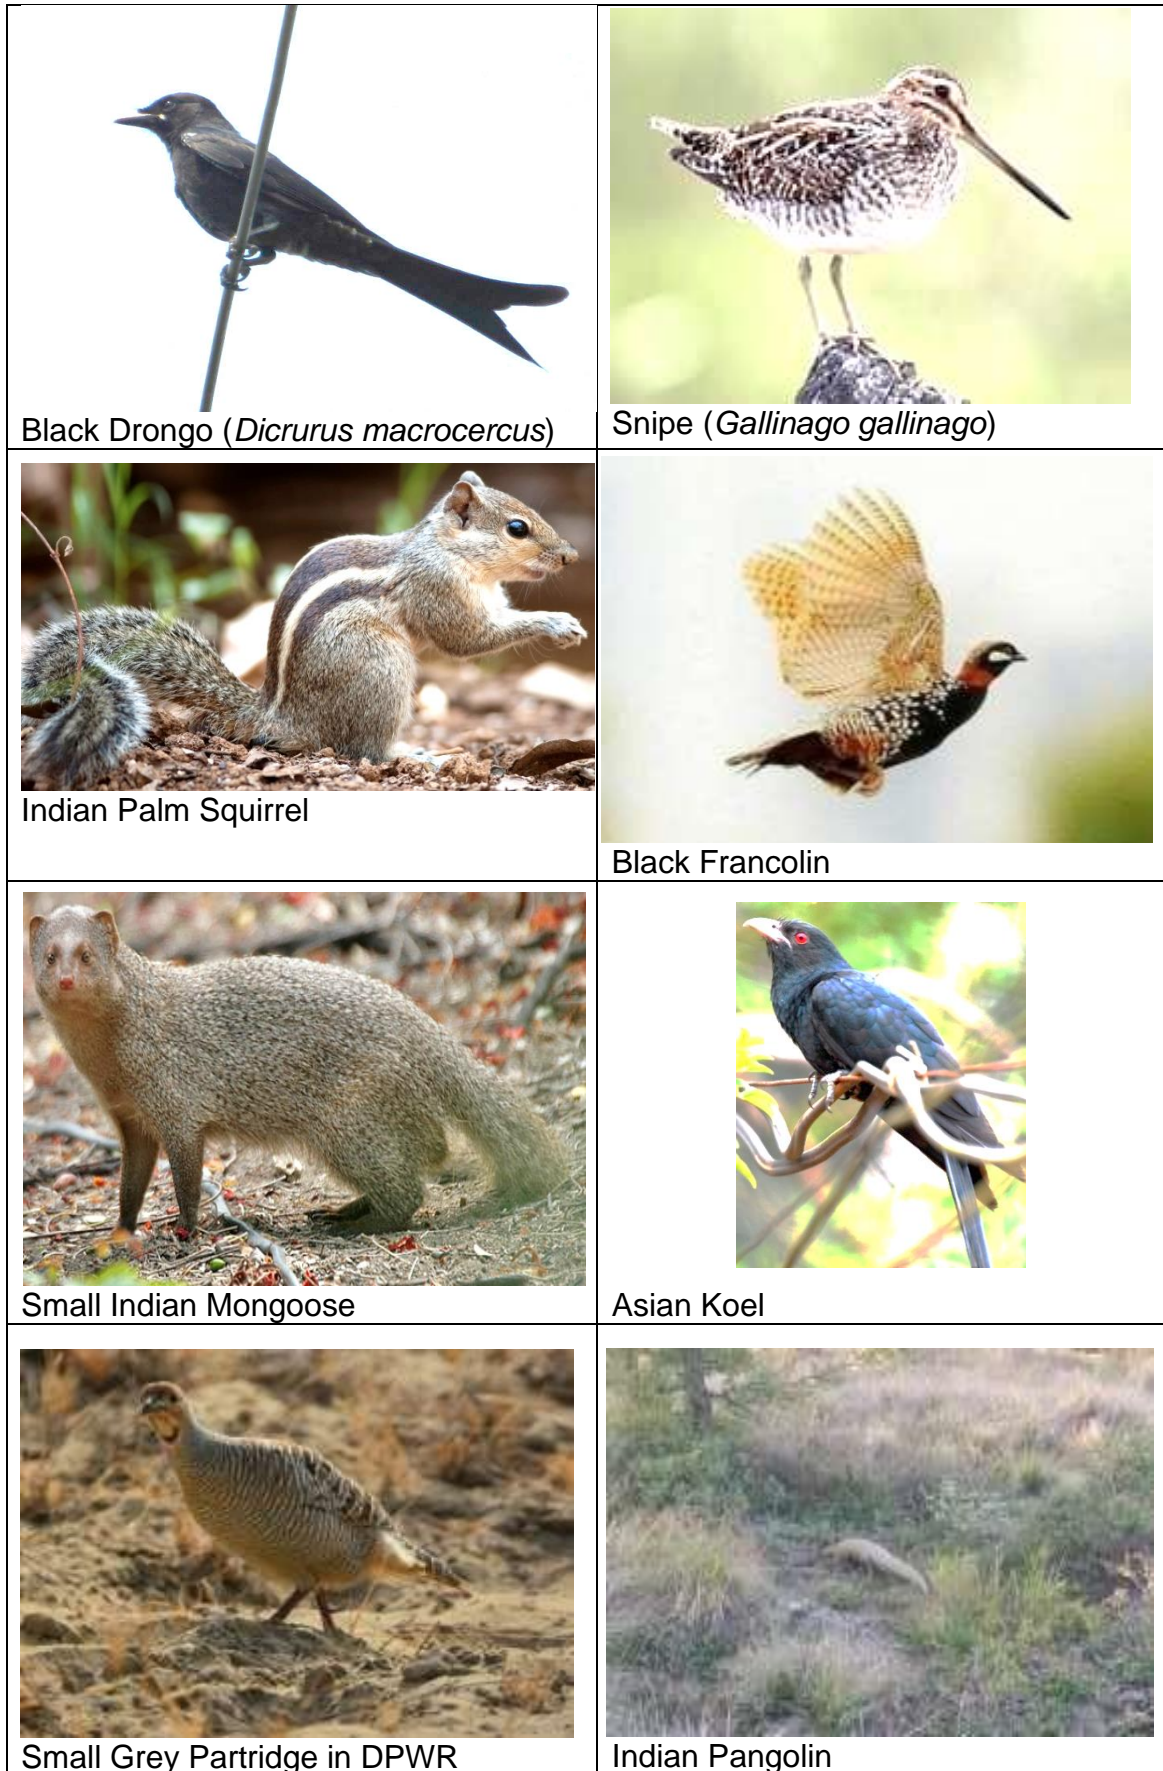 Black Drongo (Dicrurus macrocercus)
Snipe (Gallinago gallinago)
Indian Palm Squirrel
Black Francolin
Small Indian Mongoose
Asian Koel
Small Grey Partridge in DPWR
Indian Pangolin